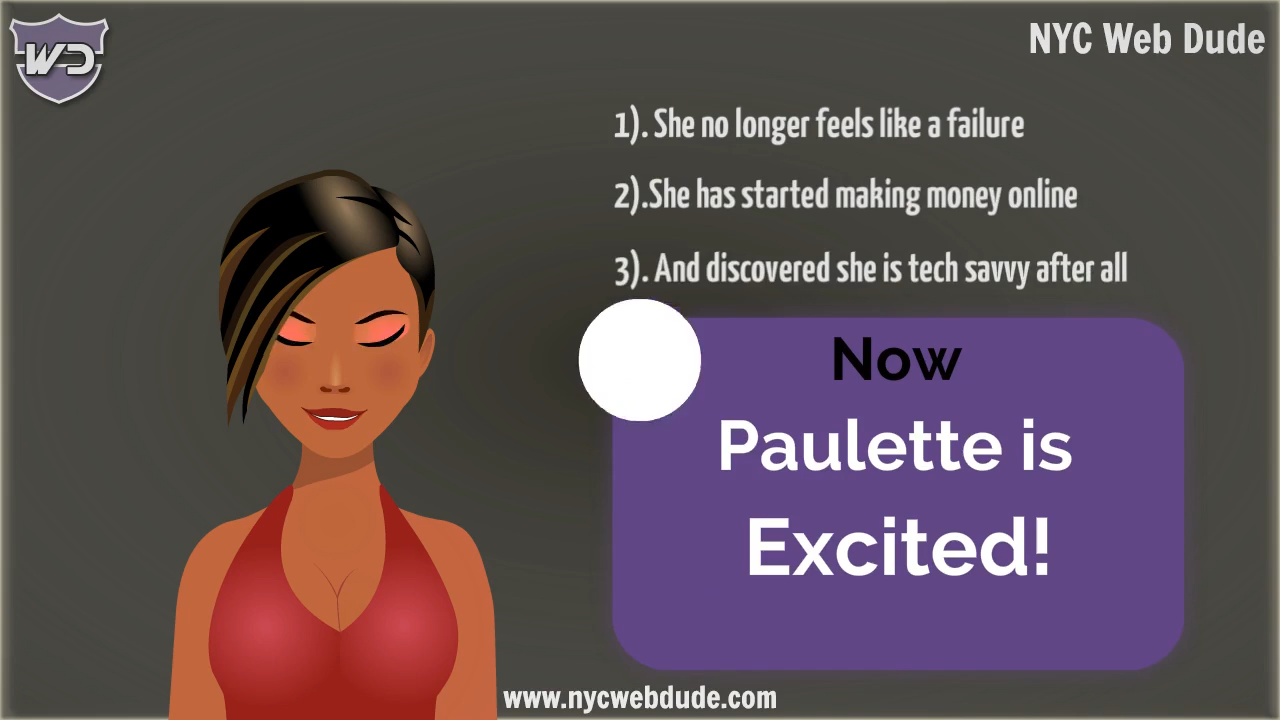 WD
NYC Web Dude
1). She no longer feels like a failure
2).She has started making money online
3). And discovered she is tech savvy after all
Now
Paulette is
Excited!
www.nycwebdude.com